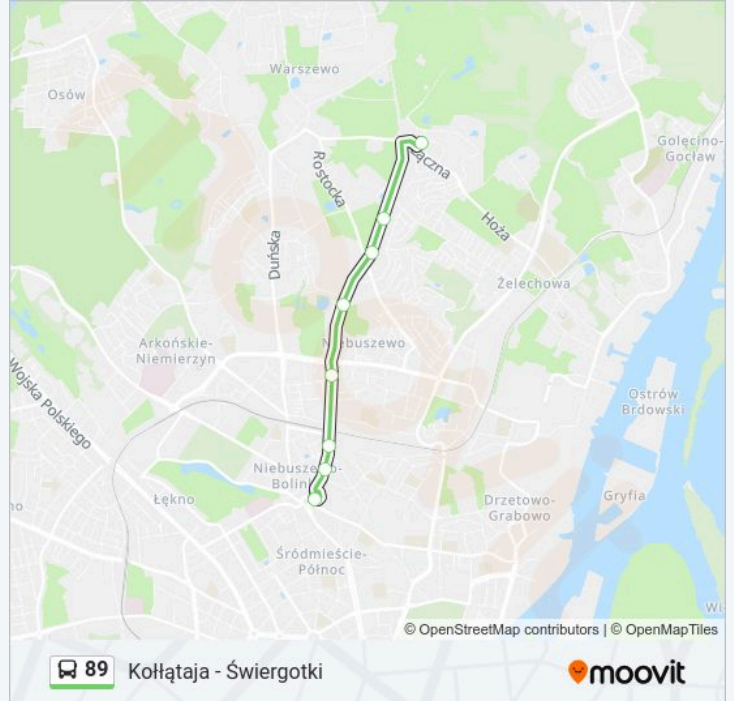 Warszewo
Osów
Golęcino-
Gocław
Łączna
Rostocka
Hoża
Duńska
Żelechowa
Arkońskie-
Niemierzyn
Niebuszewo
Wojska Polskiego
Ostrów
Brdowski
Niebuszewo-
Bolin
Łękno
Drzetowo-
Grabowo
Gryfia
Śródmieście-
Północ
© OpenStreetMap contributors | © OpenMapTiles
89 Kołłątaja - Świergotki
moovit